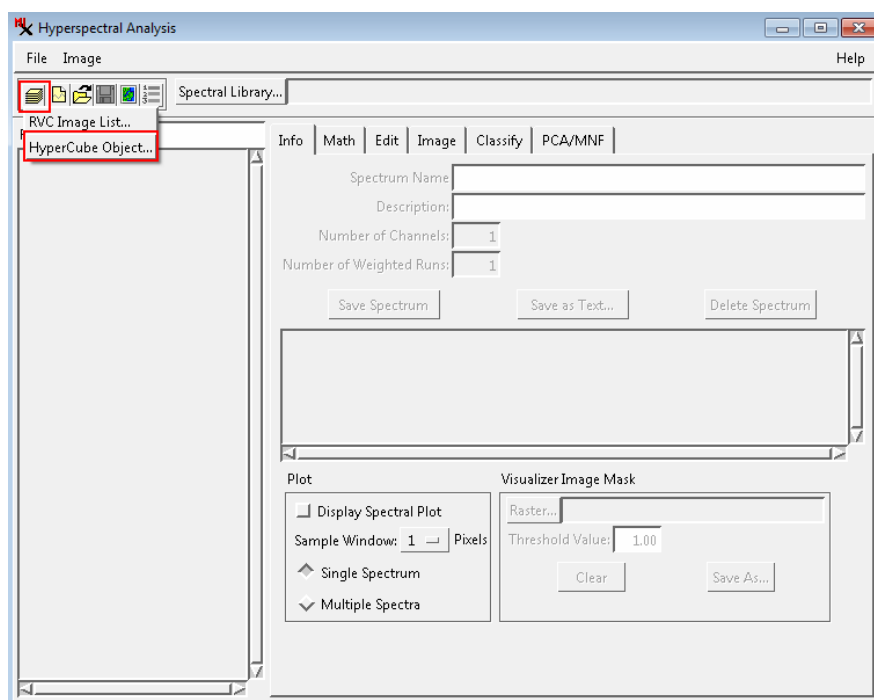 Hyperspectral Analysis
File Image Help
Spectral Library...
RVC Image List...
HyperCube Object...
Info Math Edit Image Classify PCA/MNF
Spectrum Name
Description:
Number of Channels: 1
Number of Weighted Runs: 1
Save Spectrum Save as Text... Delete Spectrum
Plot Visualizer Image Mask
Display Spectral Plot Raster...
Sample Window: 1 Pixels Threshold Value: 1.00
Single Spectrum Clear Save As...
Multiple Spectra